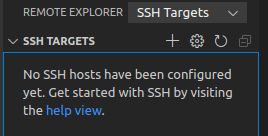 REMOTE EXPLORER SSH Targets
SSH TARGETS
No SSH hosts have been configured
yet. Get started with SSH by visiting
the help view.